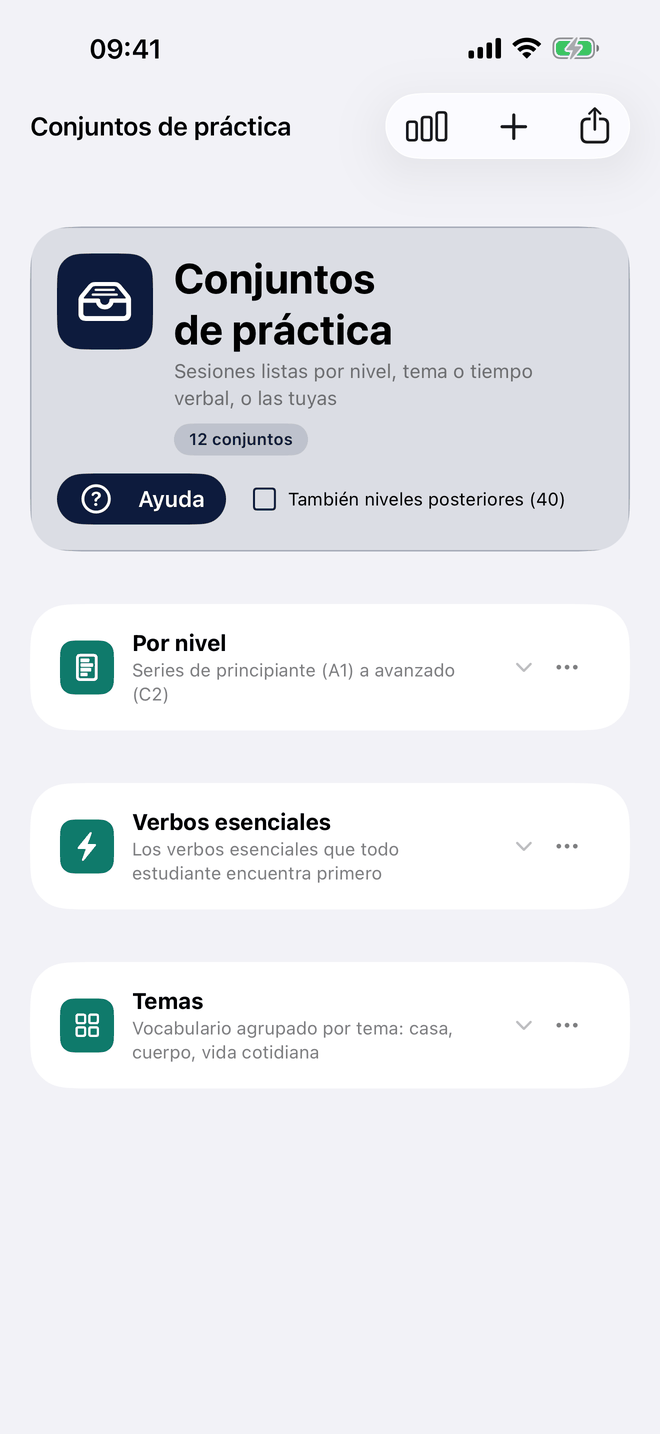 09:41
Conjuntos de práctica
Conjuntos
de práctica
Sesiones listas por nivel, tema o tiempo
verbal, o las tuyas
12 conjuntos
Ayuda
También niveles posteriores (40)
Por nivel
Series de principiante (A1) a avanzado
(C2)
Verbos esenciales
Los verbos esenciales que todo
estudiante encuentra primero
Temas
Vocabulario agrupado por tema: casa,
cuerpo, vida cotidiana